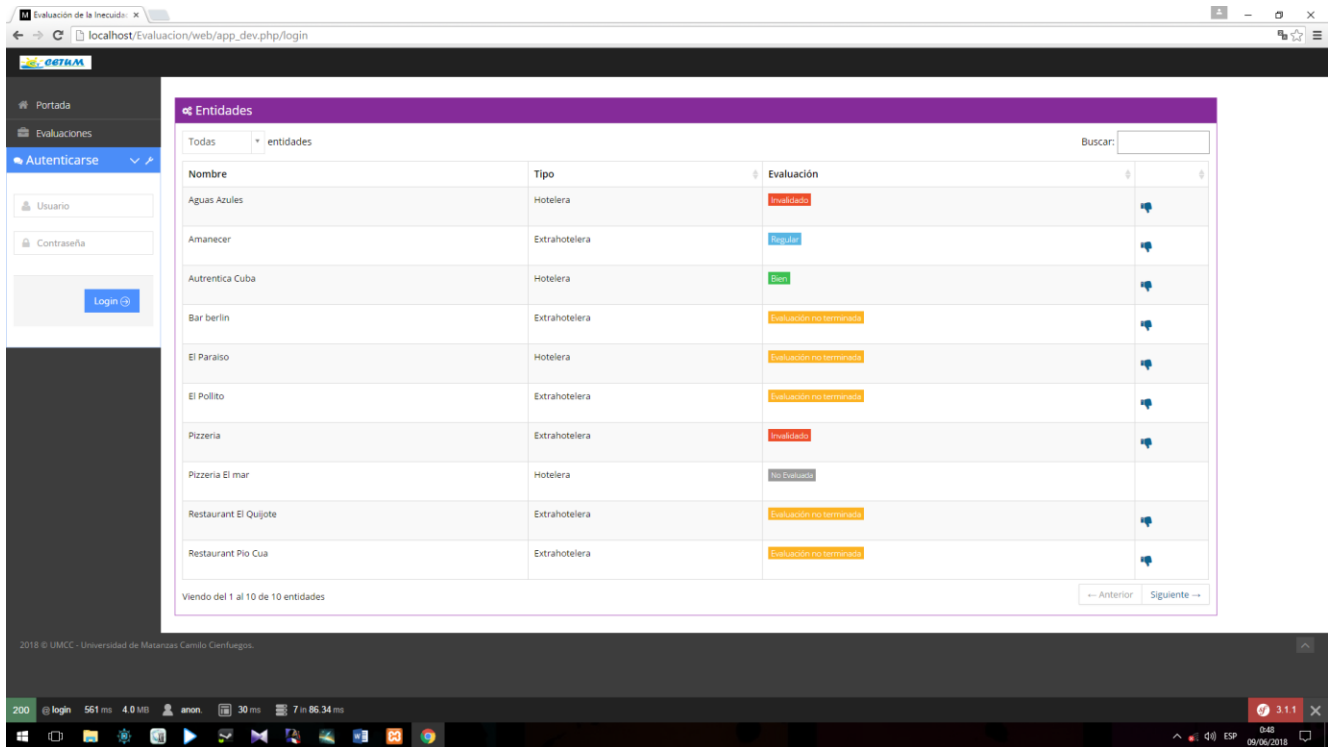 Evaluación de la Inecuida
localhost/Evaluacion/web/app_dev.php/login
CETUM
Portada
Evaluaciones
Autenticarse
Usuario
Contraseña
Login
Entidades
Todas entidades Buscar:
Nombre Tipo Evaluación
Aguas Azules Hotelera Invalidado
Amanecer Extrahotelera Regular
Autrentica Cuba Hotelera Bien
Bar berlin Extrahotelera Evaluación no terminada
El Paraiso Hotelera Evaluación no terminada
El Pollito Extrahotelera Evaluación no terminada
Pizzeria Extrahotelera Invalidado
Pizzeria El mar Hotelera No Evaluada
Restaurant El Quijote Extrahotelera Evaluación no terminada
Restaurant Pio Cua Extrahotelera Evaluación no terminada
Viendo del 1 al 10 de 10 entidades ← Anterior Siguiente →
2018 © UMCC - Universidad de Matanzas Camilo Cienfuegos.
200 @ login 561 ms 4.0 MB anon. 30 ms 7 in 86.34 ms 3.1.1
ESP 0:48
09/06/2018